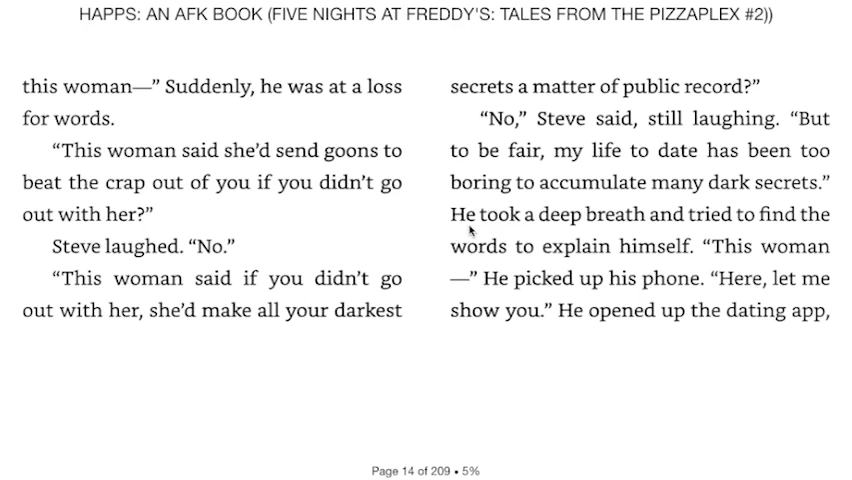 HAPPS: AN AFK BOOK (FIVE NIGHTS AT FREDDY'S: TALES FROM THE PIZZAPLEX #2))
this woman—” Suddenly, he was at a loss
for words.
“This woman said she’d send goons to
beat the crap out of you if you didn’t go
out with her?”
Steve laughed. “No.”
“This woman said if you didn’t go
out with her, she’d make all your darkest
secrets a matter of public record?”
“No,” Steve said, still laughing. “But
to be fair, my life to date has been too
boring to accumulate many dark secrets.”
He took a deep breath and tried to find the
words to explain himself. “This woman
—” He picked up his phone. “Here, let me
show you.” He opened up the dating app,
Page 14 of 209 • 5%